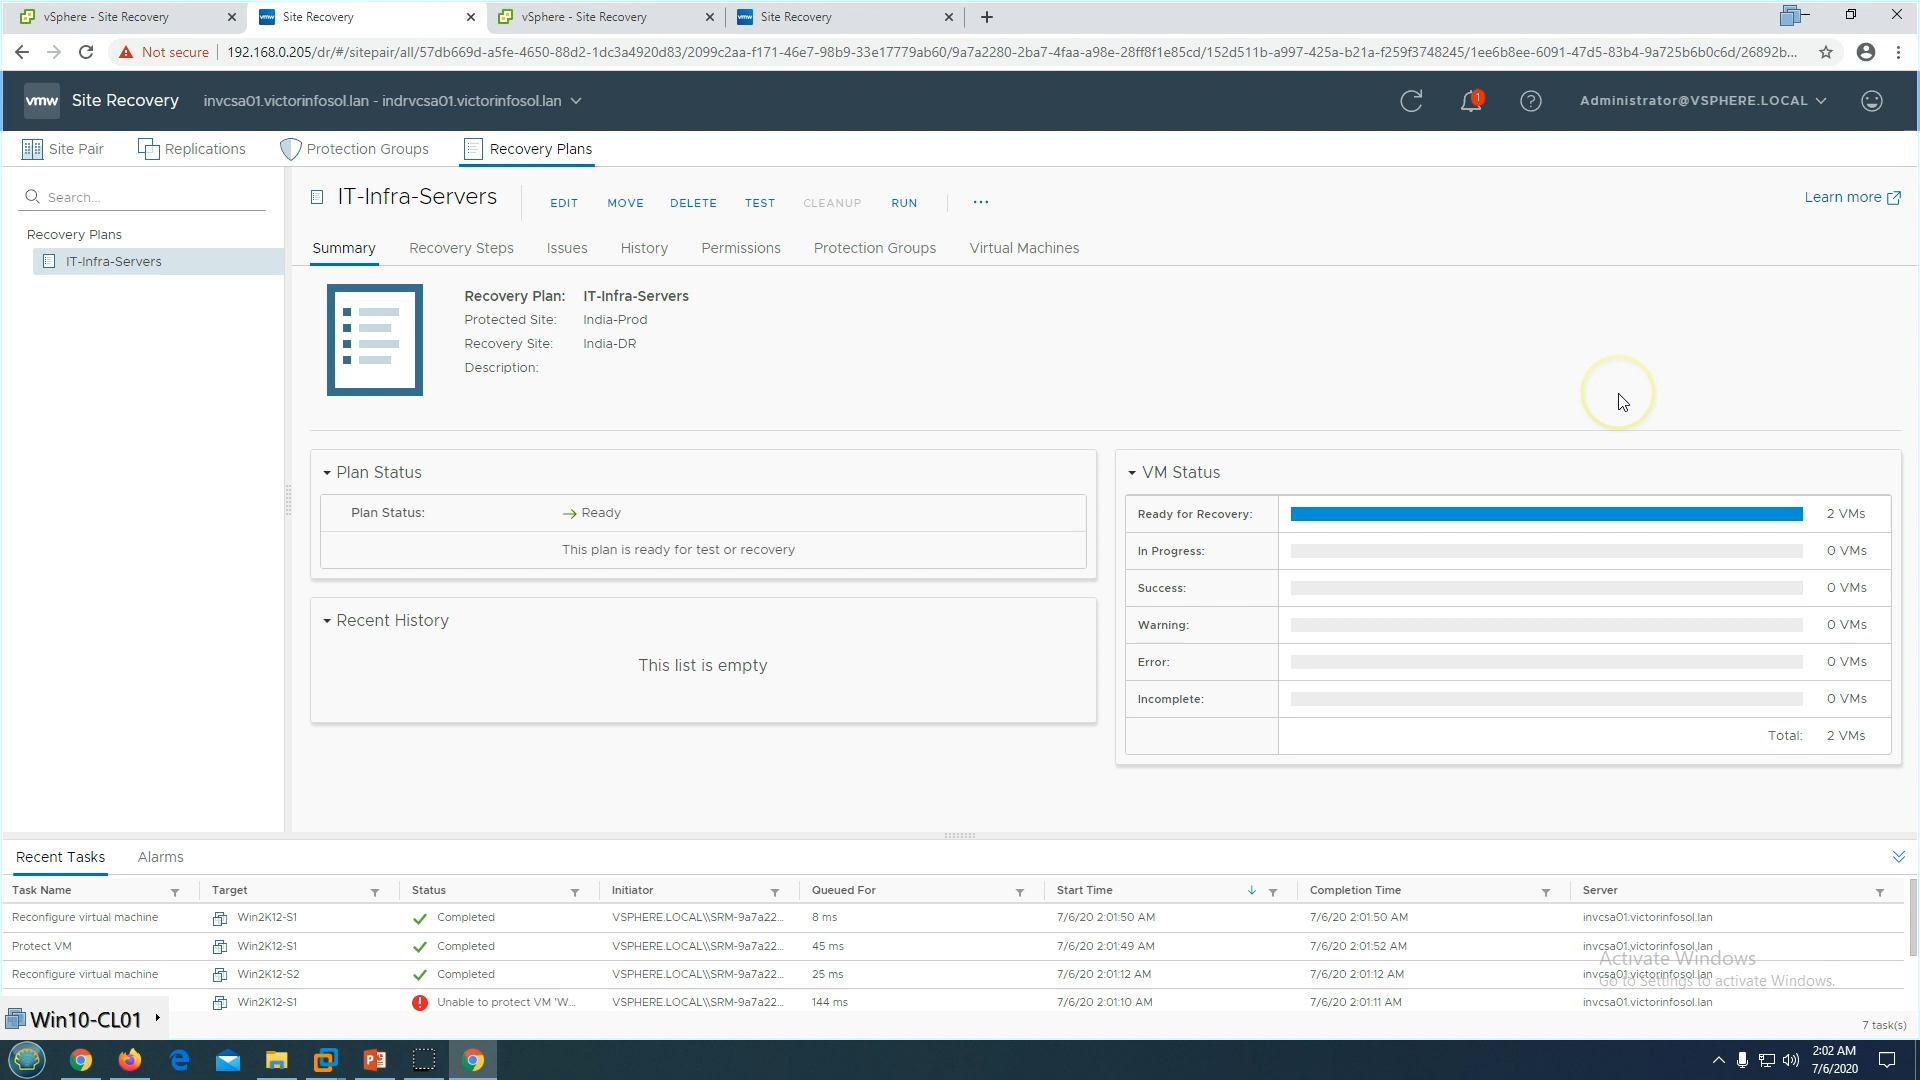 vSphere - Site Recovery
vmw Site Recovery
vSphere - Site Recovery
vmw Site Recovery
Not secure
192.168.0.205/dr/#/sitepair/all/57db669d-a5fe-4650-88d2-1dc3a4920d83/2099c2aa-f171-46e7-98b9-33e17779ab60/9a7a2280-2ba7-4faa-a98e-28ff8f1e85cd/152d511b-a997-425a-b21a-f259f3748245/1ee6b8ee-6091-47d5-83b4-9a725b6b0c6d/26892b...
vmw Site Recovery invcsa01.victorinfosol.lan - indrvcsa01.victorinfosol.lan
1
Administrator@VSPHERE.LOCAL
Site Pair
Replications
Protection Groups
Recovery Plans
Search...
Recovery Plans
IT-Infra-Servers
IT-Infra-Servers
EDIT MOVE DELETE TEST CLEANUP RUN ...
Learn more
Summary Recovery Steps Issues History Permissions Protection Groups Virtual Machines
Recovery Plan: IT-Infra-Servers
Protected Site: India-Prod
Recovery Site: India-DR
Description:
Plan Status
Plan Status: Ready
This plan is ready for test or recovery
Recent History
This list is empty
VM Status
Ready for Recovery: 2 VMs
In Progress: 0 VMs
Success: 0 VMs
Warning: 0 VMs
Error: 0 VMs
Incomplete: 0 VMs
Total: 2 VMs
Recent Tasks Alarms
Task Name Target Status Initiator Queued For Start Time Completion Time Server
Reconfigure virtual machine Win2K12-S1 Completed VSPHERE.LOCAL\\SRM-9a7a22... 8 ms 7/6/20 2:01:50 AM 7/6/20 2:01:50 AM invcsa01.victorinfosol.lan
Protect VM Win2K12-S1 Completed VSPHERE.LOCAL\\SRM-9a7a22... 45 ms 7/6/20 2:01:49 AM 7/6/20 2:01:52 AM invcsa01.victorinfosol.lan
Reconfigure virtual machine Win2K12-S2 Completed VSPHERE.LOCAL\\SRM-9a7a22... 25 ms 7/6/20 2:01:12 AM 7/6/20 2:01:12 AM invcsa01.victorinfosol.lan
Win2K12-S1 Unable to protect VM 'W... VSPHERE.LOCAL\\SRM-9a7a22... 144 ms 7/6/20 2:01:10 AM 7/6/20 2:01:11 AM invcsa01.victorinfosol.lan
Activate Windows
Go to Settings to activate Windows.
Win10-CL01
7 task(s)
2:02 AM
7/6/2020